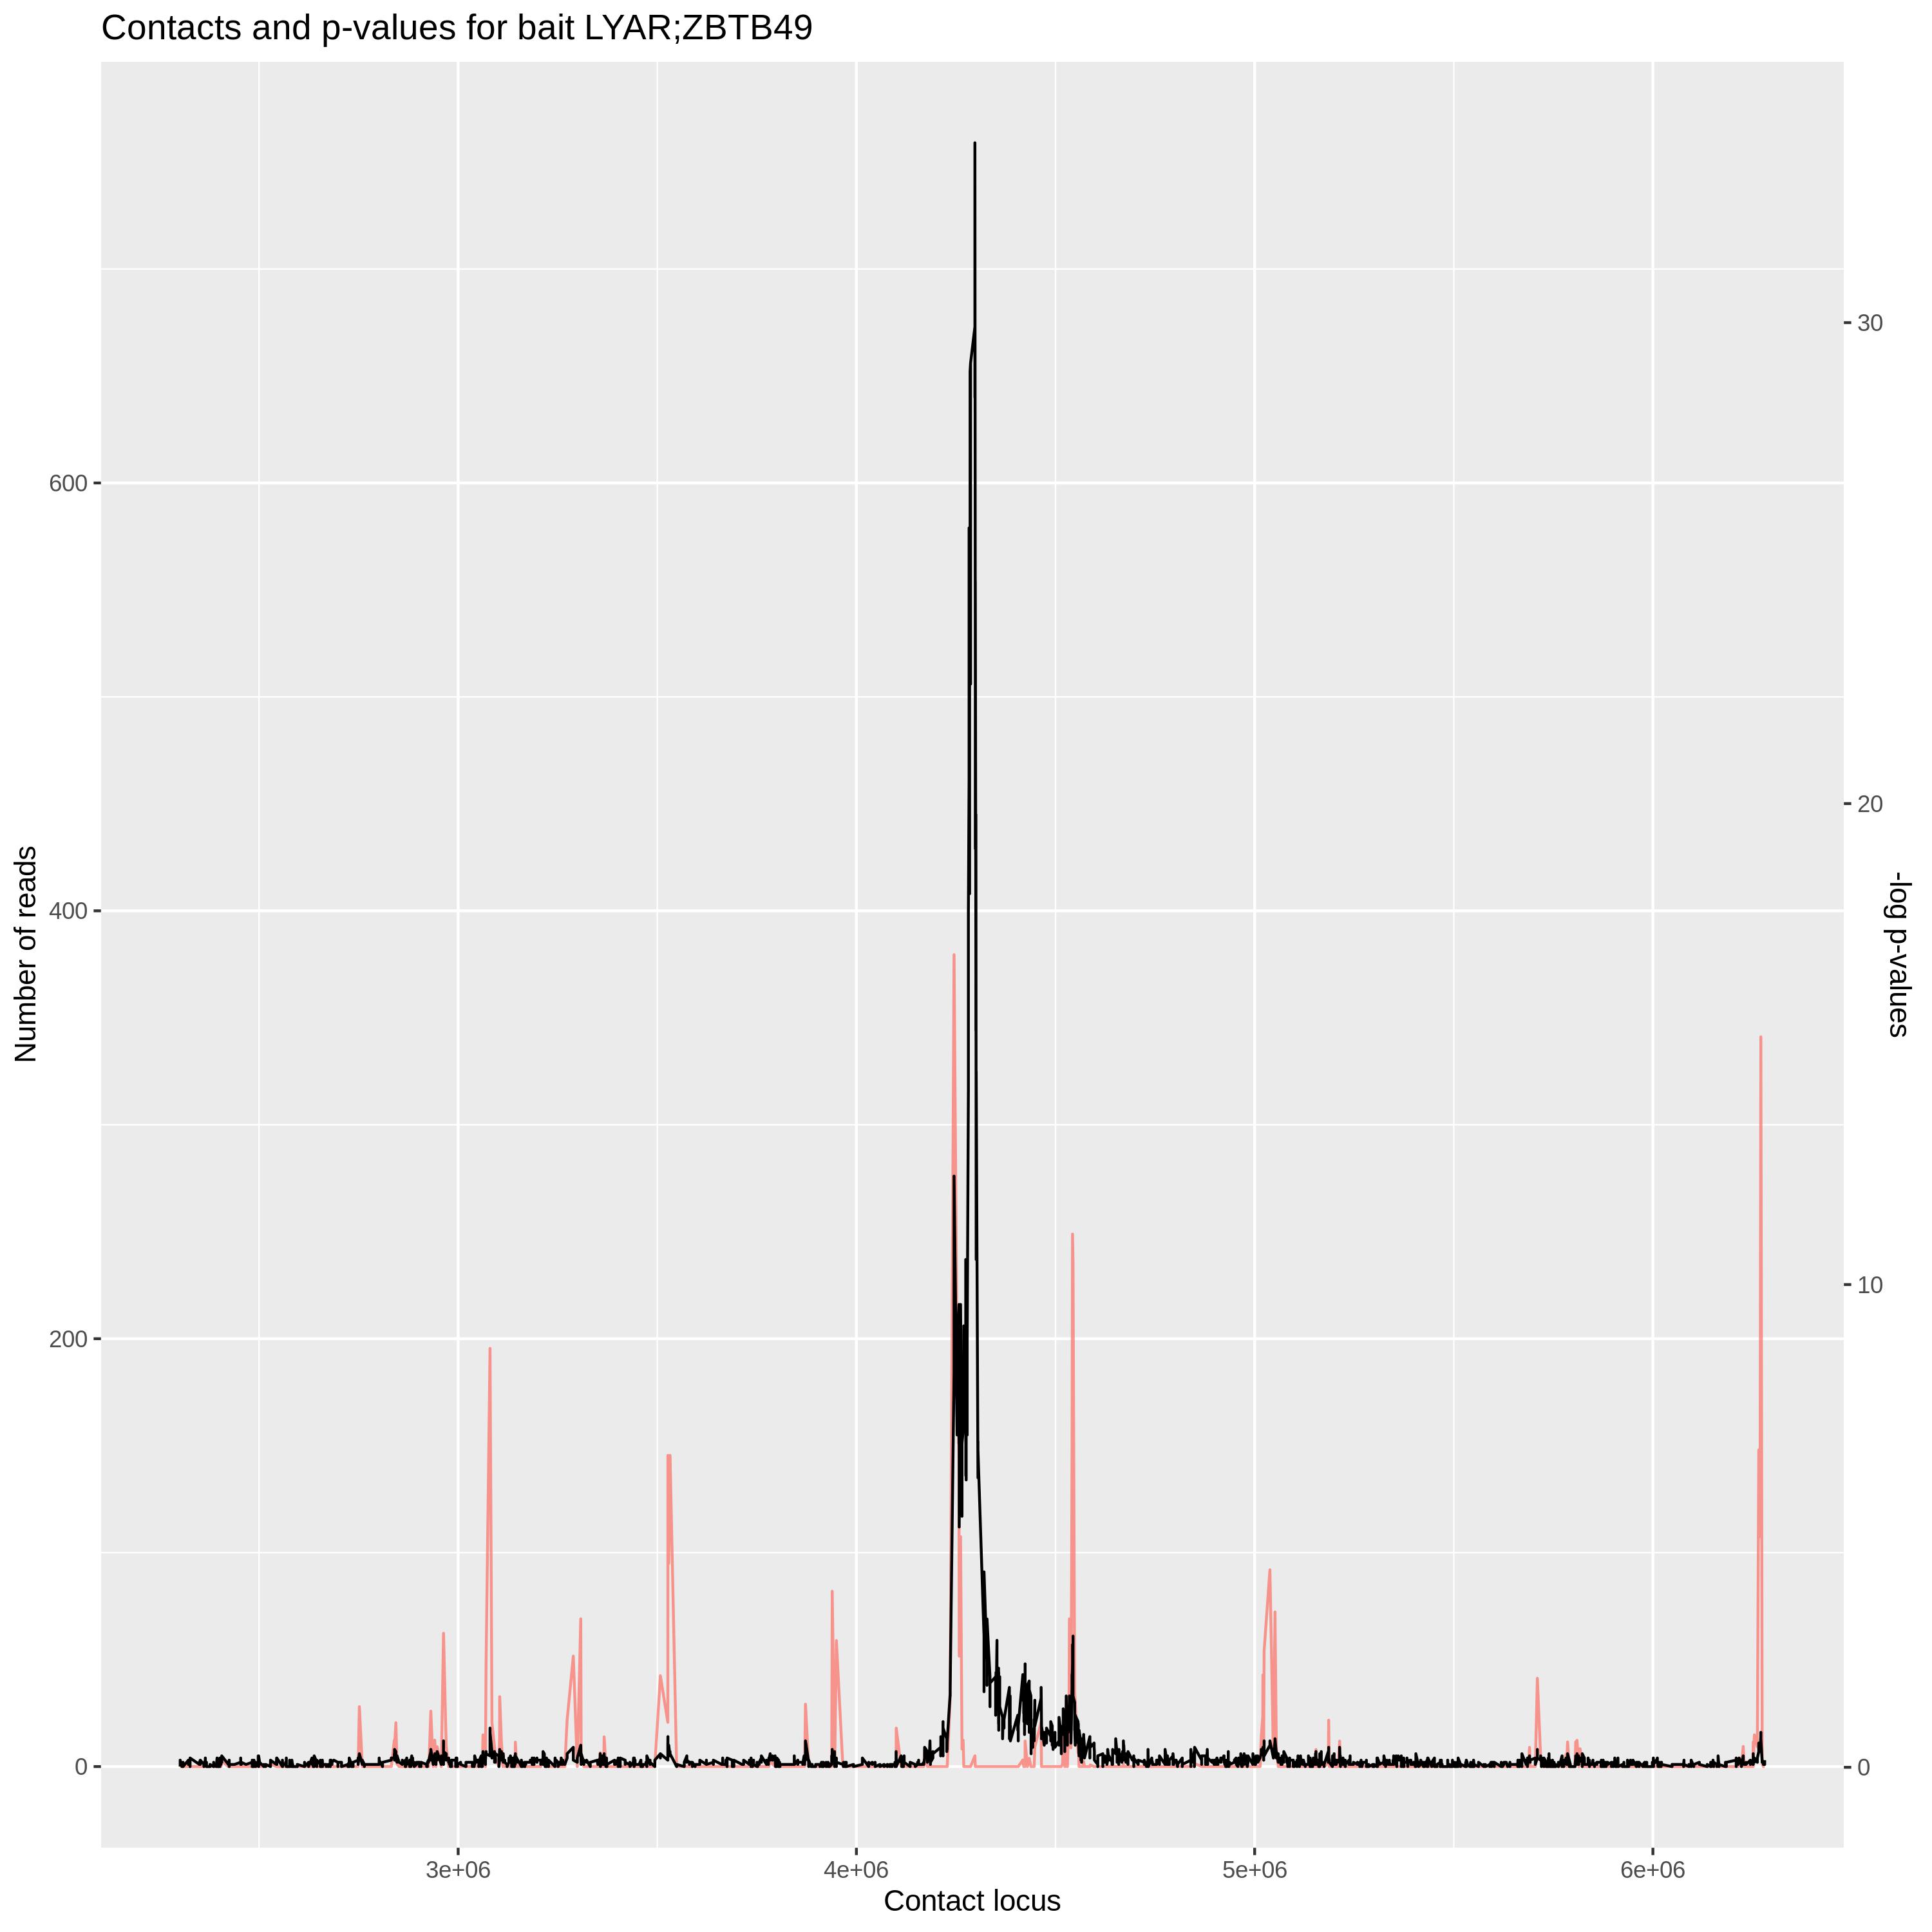 Contacts and p-values for bait LYAR;ZBTB49
Number of reads
600
400
200
0
30
20
10
0
-log p-values
3e+06
4e+06
5e+06
6e+06
Contact locus